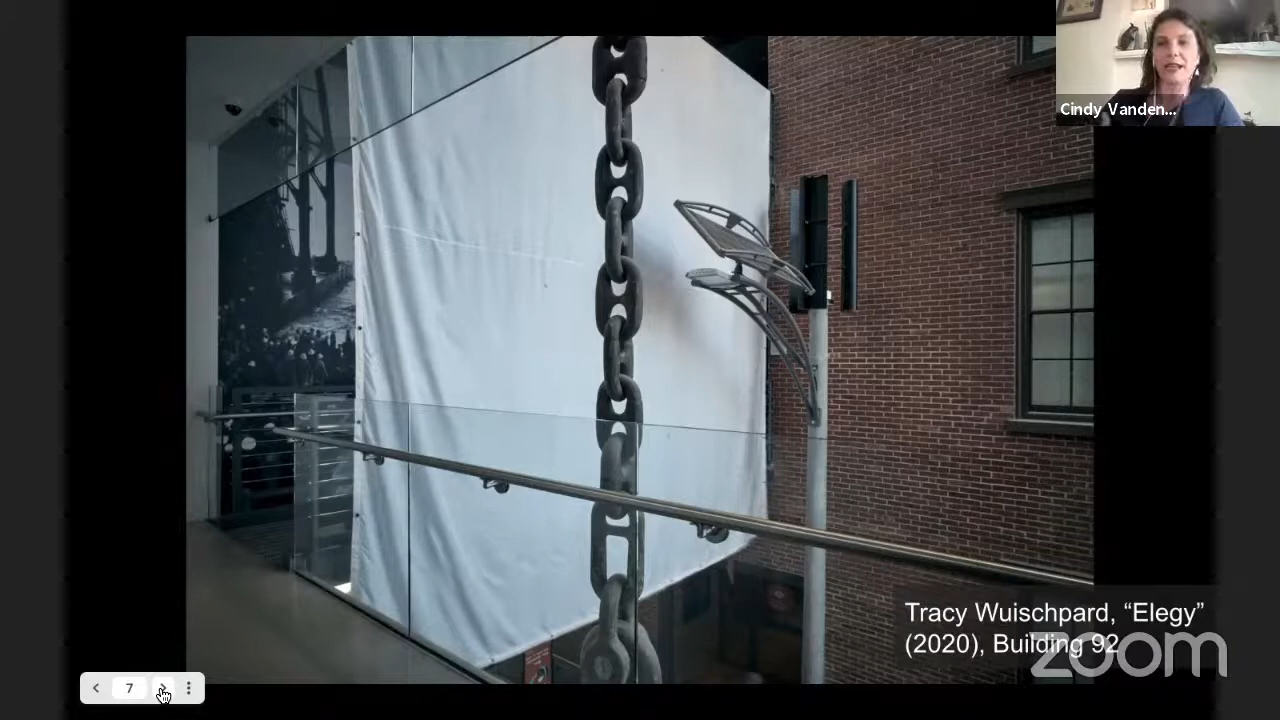 Cindy Vanden...
Tracy Wuischpard, “Elegy”
(2020), Building 92
zoom
7